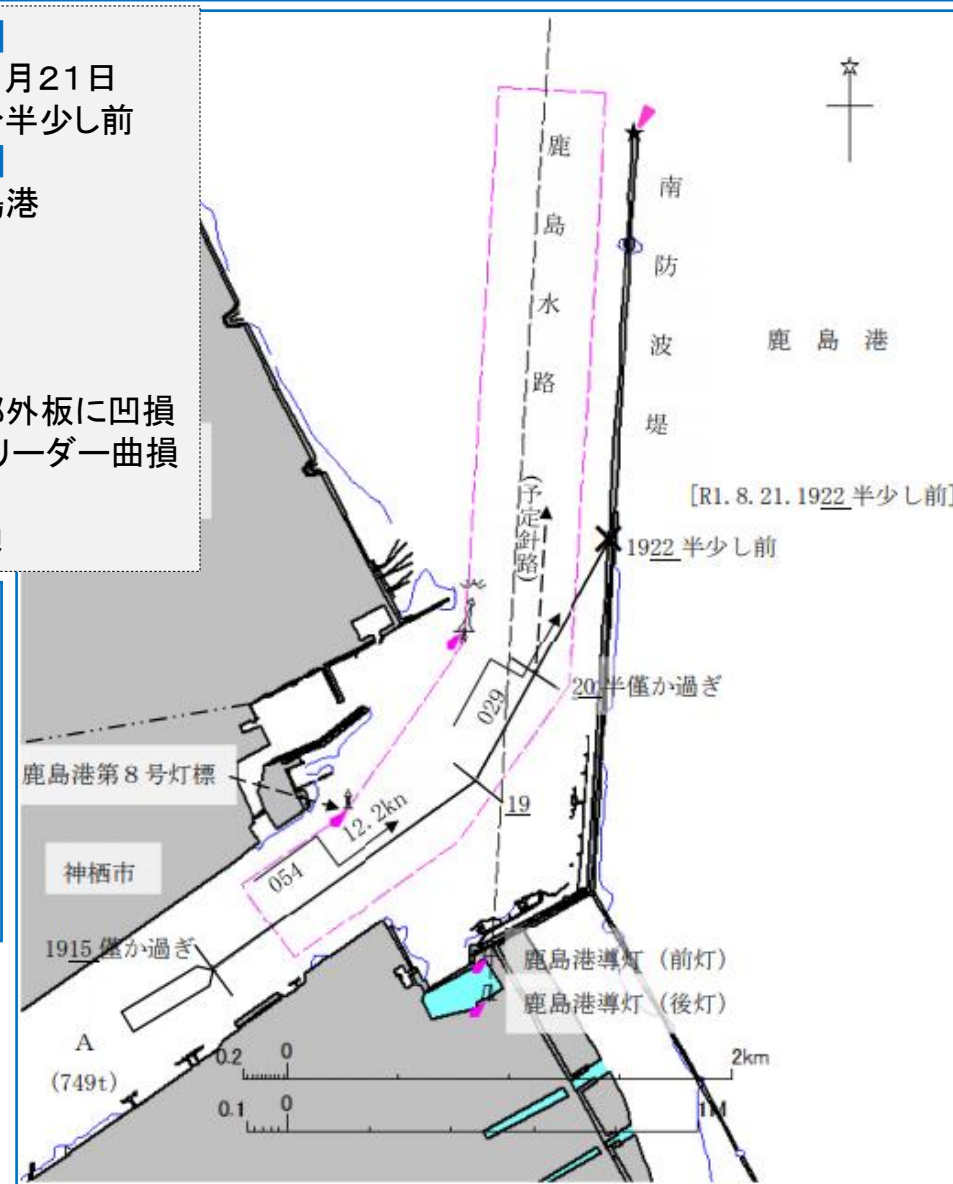 月21日
半少し前
港
部外板に凹損
リーダー曲損
鹿島水路
南防波堤
鹿島港
[R1.8.21.1922半少し前]
1922半少し前
(予定針路)
029
20半僅か過ぎ
鹿島港第8号灯標
12.2kn
19
054
神栖市
1915僅か過ぎ
鹿島港導灯(前灯)
鹿島港導灯(後灯)
A
(749t)
0.2 0 2km
0.1 0 1M